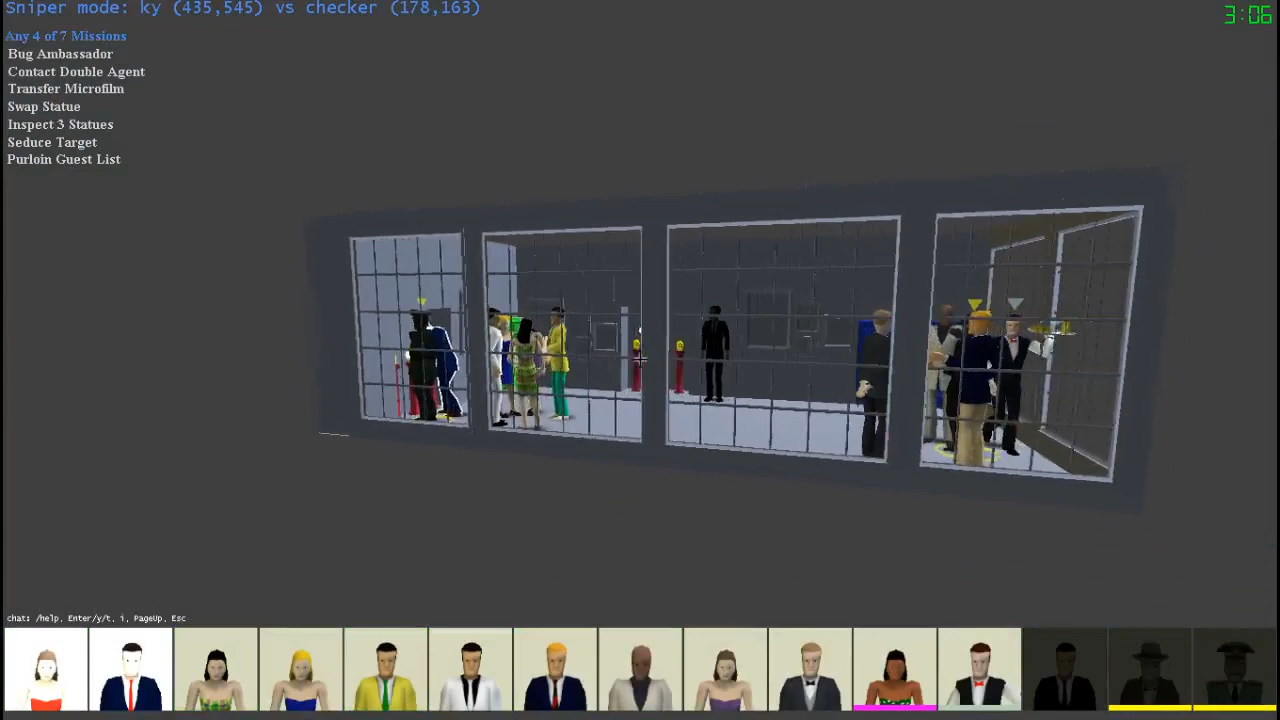 Sniper mode: ky (435,545) vs checker (178,163)
3:06
Any 4 of 7 Missions
Bug Ambassador
Contact Double Agent
Transfer Microfilm
Swap Statue
Inspect 3 Statues
Seduce Target
Purloin Guest List
chat: /help, Enter/y/t, i, PageUp, Esc